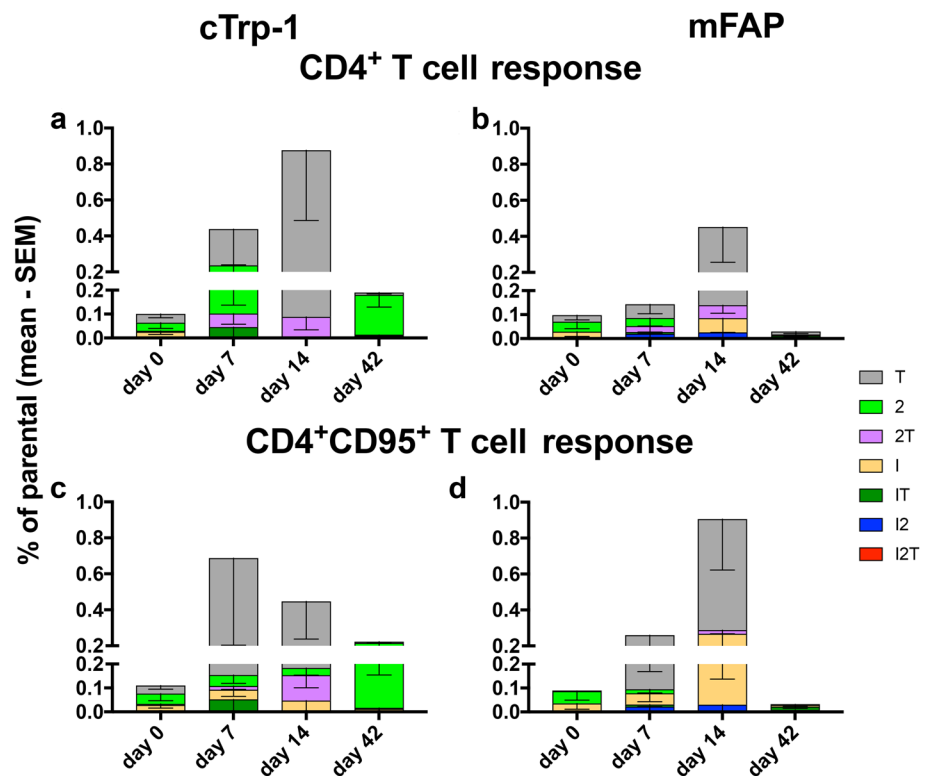 cTrp-1 mFAP
CD4⁺ T cell response
a b
1.0 1.0
0.8 0.8
0.6 0.6
0.4 0.4
0.2 0.2
0.2 0.2
0.1 0.1
0.0 0.0
day 0 day 7 day 14 day 42 day 0 day 7 day 14 day 42
% of parental (mean - SEM)
T
2
2T
I
IT
I2
I2T
CD4⁺CD95⁺ T cell response
c d
1.0 1.0
0.8 0.8
0.6 0.6
0.4 0.4
0.2 0.2
0.2 0.2
0.1 0.1
0.0 0.0
day 0 day 7 day 14 day 42 day 0 day 7 day 14 day 42